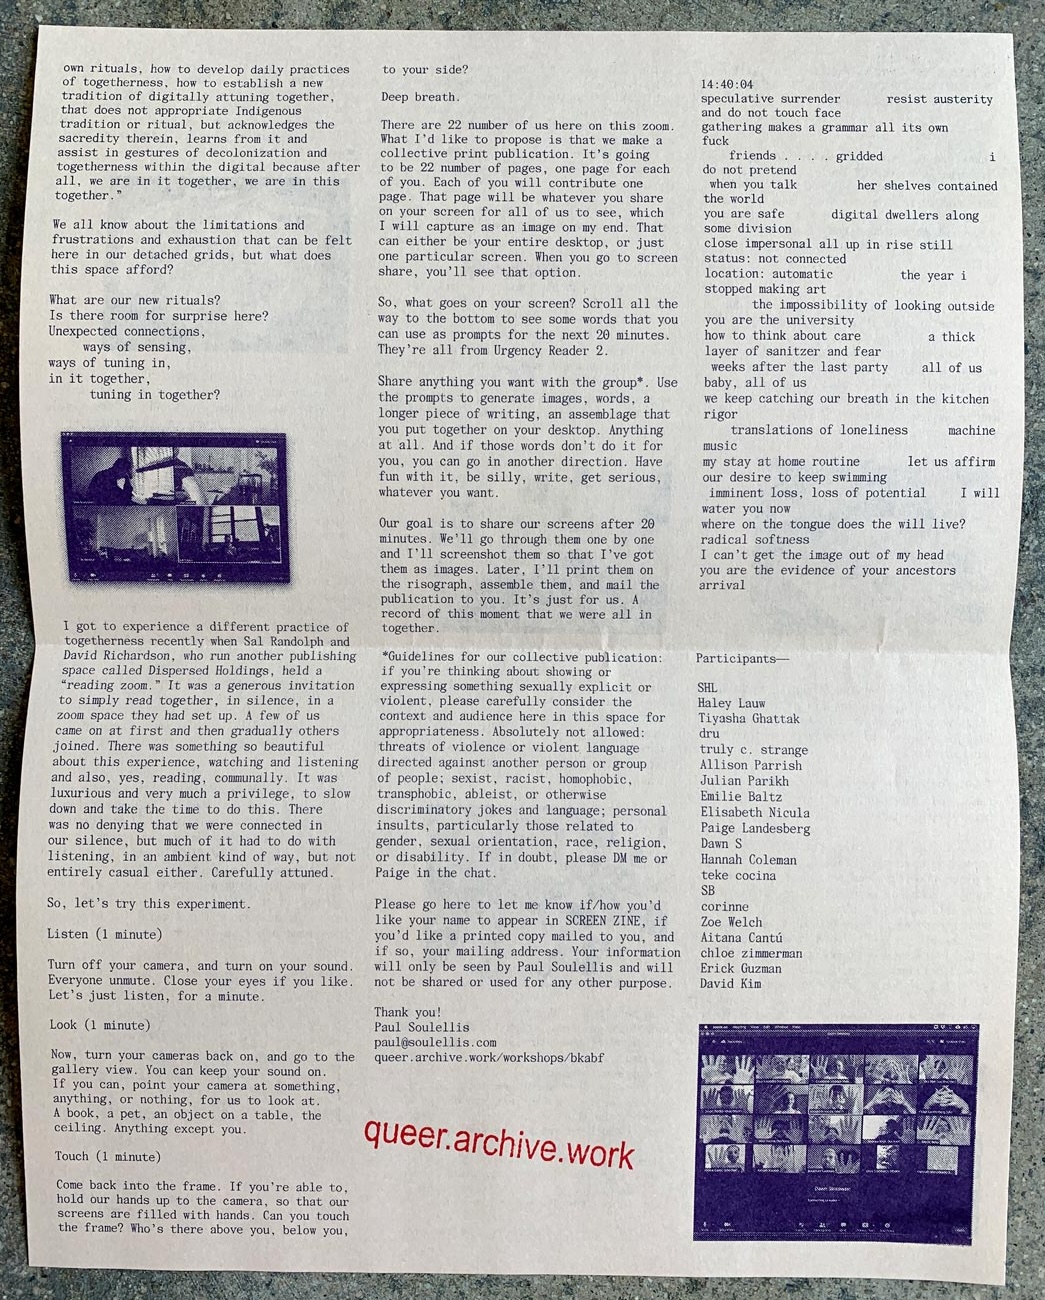 own rituals, how to develop daily practices
of togetherness, how to establish a new
tradition of digitally attuning together,
that does not appropriate Indigenous
tradition or ritual, but acknowledges the
sacredity therein, learns from it and
assist in gestures of decolonization and
togetherness within the digital because after
all, we are in it together, we are in this
together.”
We all know about the limitations and
frustrations and exhaustion that can be felt
here in our detached grids, but what does
this space afford?
What are our new rituals?
Is there room for surprise here?
Unexpected connections,
ways of sensing,
ways of tuning in,
in it together,
tuning in together?
I got to experience a different practice of
togetherness recently when Sal Randolph and
David Richardson, who run another publishing
space called Dispersed Holdings, held a
“reading zoom.” It was a generous invitation
to simply read together, in silence, in a
zoom space they had set up. A few of us
came on at first and then gradually others
joined. There was something so beautiful
about this experience, watching and listening
and also, yes, reading, communally. It was
luxurious and very much a privilege, to slow
down and take the time to do this. There
was no denying that we were connected in
our silence, but much of it had to do with
listening, in an ambient kind of way, but not
entirely casual either. Carefully attuned.
So, let’s try this experiment.
Listen (1 minute)
Turn off your camera, and turn on your sound.
Everyone unmute. Close your eyes if you like.
Let’s just listen, for a minute.
Look (1 minute)
Now, turn your cameras back on, and go to the
gallery view. You can keep your sound on.
If you can, point your camera at something,
anything, or nothing, for us to look at.
A book, a pet, an object on a table, the
ceiling. Anything except you.
Touch (1 minute)
Come back into the frame. If you’re able to,
hold our hands up to the camera, so that our
screens are filled with hands. Can you touch
the frame? Who’s there above you, below you,
to your side?
Deep breath.
There are 22 number of us here on this zoom.
What I’d like to propose is that we make a
collective print publication. It’s going
to be 22 number of pages, one page for each
of you. Each of you will contribute one
page. That page will be whatever you share
on your screen for all of us to see, which
I will capture as an image on my end. That
can either be your entire desktop, or just
one particular screen. When you go to screen
share, you’ll see that option.
So, what goes on your screen? Scroll all the
way to the bottom to see some words that you
can use as prompts for the next 20 minutes.
They’re all from Urgency Reader 2.
Share anything you want with the group*. Use
the prompts to generate images, words, a
longer piece of writing, an assemblage that
you put together on your desktop. Anything
at all. And if those words don’t do it for
you, you can go in another direction. Have
fun with it, be silly, write, get serious,
whatever you want.
Our goal is to share our screens after 20
minutes. We’ll go through them one by one
and I’ll screenshot them so that I’ve got
them as images. Later, I’ll print them on
the risograph, assemble them, and mail the
publication to you. It’s just for us. A
record of this moment that we were all in
together.
*Guidelines for our collective publication:
if you’re thinking about showing or
expressing something sexually explicit or
violent, please carefully consider the
context and audience here in this space for
appropriateness. Absolutely not allowed:
threats of violence or violent language
directed against another person or group
of people; sexist, racist, homophobic,
transphobic, ableist, or otherwise
discriminatory jokes and language; personal
insults, particularly those related to
gender, sexual orientation, race, religion,
or disability. If in doubt, please DM me or
Paige in the chat.
Please go here to let me know if/how you’d
like your name to appear in SCREEN ZINE, if
you’d like a printed copy mailed to you, and
if so, your mailing address. Your information
will only be seen by Paul Soulellis and will
not be shared or used for any other purpose.
Thank you!
Paul Soulellis
paul@soulellis.com
queer.archive.work/workshops/bkabf
queer.archive.work
14:40:04
speculative surrender resist austerity
and do not touch face
gathering makes a grammar all its own
fuck
friends . . . . gridded i
do not pretend
when you talk her shelves contained
the world
you are safe digital dwellers along
some division
close impersonal all up in rise still
status: not connected
location: automatic the year i
stopped making art
the impossibility of looking outside
you are the university
how to think about care a thick
layer of sanitzer and fear
weeks after the last party all of us
baby, all of us
we keep catching our breath in the kitchen
rigor
translations of loneliness machine
music
my stay at home routine let us affirm
our desire to keep swimming
imminent loss, loss of potential I will
water you now
where on the tongue does the will live?
radical softness
I can’t get the image out of my head
you are the evidence of your ancestors
arrival
Participants—
SHL
Haley Lauw
Tiyasha Ghattak
dru
truly c. strange
Allison Parrish
Julian Parikh
Emilie Baltz
Elisabeth Nicula
Paige Landesberg
Dawn S
Hannah Coleman
teke cocina
SB
corinne
Zoe Welch
Aitana Cantú
chloe zimmerman
Erick Guzman
David Kim